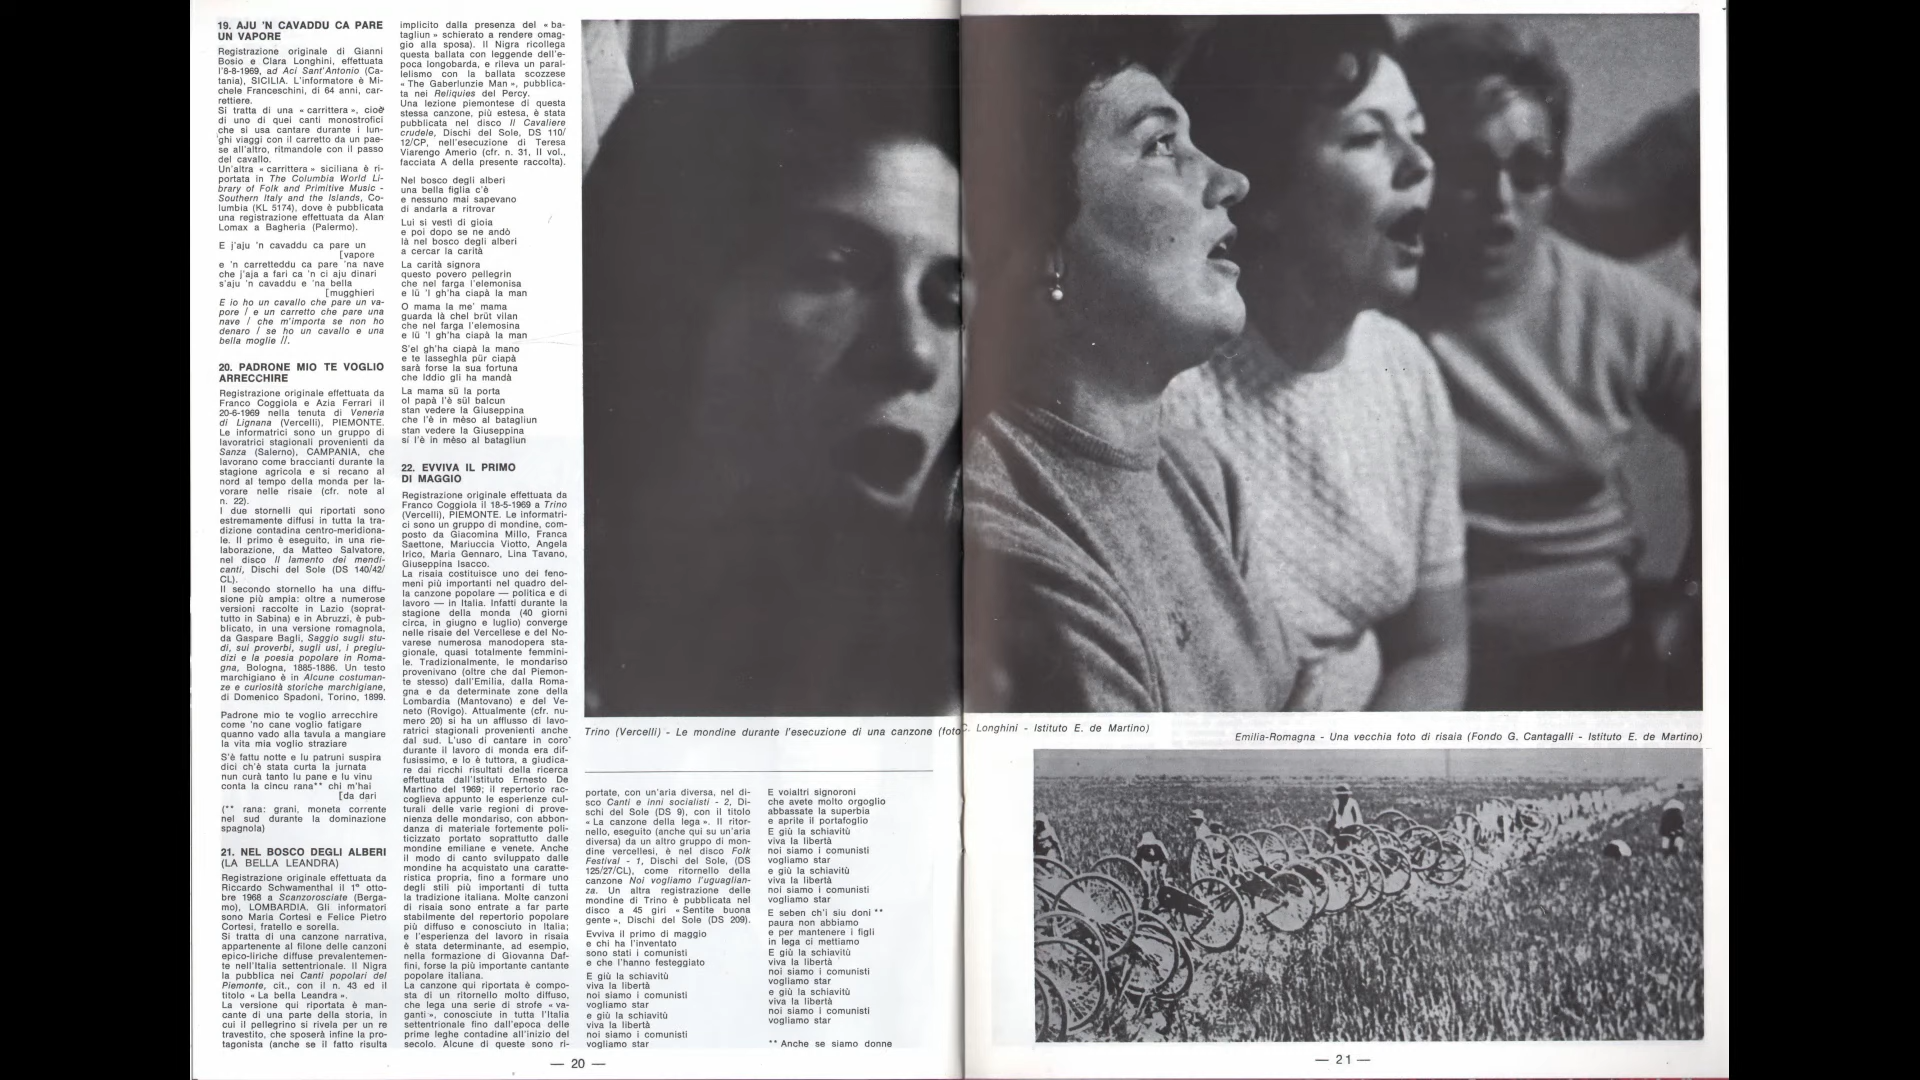 19. AJU 'N CAVADDU CA PARE
UN VAPORE
Registrazione originale di Gianni
Bosio e Clara Longhini, effettuata
l'8-8-1969, ad Aci Sant'Antonio (Ca-
tania), SICILIA. L'informatore è Mi-
chele Franceschini, di 64 anni, car-
rettiere.
Si tratta di una « carrittera », cioè
di uno di quei canti monostrofici
che si usa cantare durante i lun-
ghi viaggi con il carretto da un pae-
se all'altro, ritmandole con il passo
del cavallo.
Un'altra « carrittera » siciliana è ri-
portata in The Columbia World Li-
brary of Folk and Primitive Music -
Southern Italy and the Islands, Co-
lumbia (KL 5174), dove è pubblicata
una registrazione effettuata da Alan
Lomax a Bagheria (Palermo).
E j'aju 'n cavaddu ca pare un
[vapore
e 'n carretteddu ca pare 'na nave
che j'aja a fari ca 'n ci aju dinari
s'aju 'n cavaddu e 'na bella
[mugghieri
E io ho un cavallo che pare un va-
pore / e un carretto che pare una
nave / che m'importa se non ho
denaro / se ho un cavallo e una
bella moglie //.
20. PADRONE MIO TE VOGLIO
ARRECCHIRE
Registrazione originale effettuata da
Franco Coggiola e Azia Ferrari il
20-6-1969 nella tenuta di Veneria
di Lignana (Vercelli), PIEMONTE.
Le informatrici sono un gruppo di
lavoratrici stagionali provenienti da
Sanza (Salerno), CAMPANIA, che
lavorano come braccianti durante la
stagione agricola e si recano al
nord al tempo della monda per la-
vorare nelle risaie (cfr. note al
n. 22).
I due stornelli qui riportati sono
estremamente diffusi in tutta la tra-
dizione contadina centro-meridiona-
le. Il primo è eseguito, in una rie-
laborazione, da Matteo Salvatore,
nel disco Il lamento dei mendi-
canti, Dischi del Sole (DS 140/42/
CL).
Il secondo stornello ha una diffu-
sione più ampia: oltre a numerose
versioni raccolte in Lazio (soprat-
tutto in Sabina) e in Abruzzi, è pub-
blicato, in una versione romagnola,
da Gaspare Bagli, Saggio sugli stu-
di, sui proverbi, sugli usi, i pregiu-
dizi e la poesia popolare in Roma-
gna, Bologna, 1885-1886. Un testo
marchigiano è in Alcune costuman-
ze e curiosità storiche marchigiane,
di Domenico Spadoni, Torino, 1899.
Padrone mio te voglio arrecchire
come 'no cane voglio fatigare
quanno vado alla tavula a mangiare
la vita mia voglio straziare
S'è fattu notte e lu patruni suspira
dici ch'è stata curta la jurnata
nun curà tanto lu pane e lu vinu
conta la cincu rana** chi m'hai
[da dari
(** rana: grani, moneta corrente
nel sud durante la dominazione
spagnola)
21. NEL BOSCO DEGLI ALBERI
(LA BELLA LEANDRA)
Registrazione originale effettuata da
Riccardo Schwamenthal il 1° otto-
bre 1968 a Scanzorosciate (Berga-
mo), LOMBARDIA. Gli informatori
sono Maria Cortesi e Felice Pietro
Cortesi, fratello e sorella.
Si tratta di una canzone narrativa,
appartenente al filone delle canzoni
epico-liriche diffuse prevalentemen-
te nell'Italia settentrionale. Il Nigra
la pubblica nei Canti popolari del
Piemonte, cit., con il n. 43 ed il
titolo « La bella Leandra ».
La versione qui riportata è man-
cante di una parte della storia, in
cui il pellegrino si rivela per un re
travestito, che sposerà infine la pro-
tagonista (anche se il fatto risulta
implicito dalla presenza del « ba-
tagliun » schierato a rendere omag-
gio alla sposa). Il Nigra ricollega
questa ballata con leggende dell'e-
poca longobarda, e rileva un paral-
lelismo con la ballata scozzese
« The Gaberlunzie Man », pubblica-
ta nei Reliquies del Percy.
Una lezione piemontese di questa
stessa canzone, più estesa, è stata
pubblicata nel disco Il Cavaliere
crudele, Dischi del Sole, DS 110/
12/CP, nell'esecuzione di Teresa
Viarengo Amerio (cfr. n. 31, II vol.,
facciata A della presente raccolta).
Nel bosco degli alberi
una bella figlia c'è
e nessuno mai sapevano
di andarla a ritrovar
Lui si vestì di gioia
e poi dopo se ne andò
là nel bosco degli alberi
a cercar la carità
La carità signora
questo povero pellegrin
che nel farga l'elemonisa
e lü 'l gh'ha ciapà la man
O mama la me' mama
guarda là chel brüt vilan
che nel farga l'elemosina
e lü 'l gh'ha ciapà la man
S'el gh'ha ciapà la mano
e te lasseghla pür ciapà
sarà forse la sua fortuna
che Iddio gli ha mandà
La mama sü la porta
ol papà l'è sül balcun
stan vedere la Giuseppina
che l'è in mèso al batagliun
stan vedere la Giuseppina
sí l'è in mèso al batagliun
22. EVVIVA IL PRIMO
DI MAGGIO
Registrazione originale effettuata da
Franco Coggiola il 18-5-1969 a Trino
(Vercelli), PIEMONTE. Le informatri-
ci sono un gruppo di mondine, com-
posto da Giacomina Millo, Franca
Saettone, Mariuccia Viotto, Angela
Irico, Maria Gennaro, Lina Tavano,
Giuseppina Isacco.
La risaia costituisce uno dei feno-
meni più importanti nel quadro del-
la canzone popolare — politica e di
lavoro — in Italia. Infatti durante la
stagione della monda (40 giorni
circa, in giugno e luglio) converge
nelle risaie del Vercellese e del No-
varese numerosa manodopera sta-
gionale, quasi totalmente femmini-
le. Tradizionalmente, le mondariso
provenivano (oltre che dal Piemon-
te stesso) dall'Emilia, dalla Roma-
gna e da determinate zone della
Lombardia (Mantovano) e del Ve-
neto (Rovigo). Attualmente (cfr. nu-
mero 20) si ha un afflusso di lavo-
ratrici stagionali provenienti anche
dal sud. L'uso di cantare in coro
durante il lavoro di monda era dif-
fusissimo, e lo è tuttora, a giudica-
re dai ricchi risultati della ricerca
effettuata dall'Istituto Ernesto De
Martino del 1969; il repertorio rac-
coglieva appunto le esperienze cul-
turali delle varie regioni di prove-
nienza delle mondariso, con abbon-
danza di materiale fortemente poli-
ticizzato portato soprattutto dalle
mondine emiliane e venete. Anche
il modo di canto sviluppato dalle
mondine ha acquistato una caratte-
ristica propria, fino a formare uno
degli stili più importanti di tutta
la tradizione italiana. Molte canzoni
di risaia sono entrate a far parte
stabilmente del repertorio popolare
più diffuso e conosciuto in Italia;
e l'esperienza del lavoro in risaia
è stata determinante, ad esempio,
nella formazione di Giovanna Daf-
fini, forse la più importante cantante
popolare italiana.
La canzone qui riportata è compo-
sta di un ritornello molto diffuso,
che lega una serie di strofe « va-
ganti », conosciute in tutta l'Italia
settentrionale fino dall'epoca delle
prime leghe contadine all'inizio del
secolo. Alcune di queste sono ri-
Trino (Vercelli) - Le mondine durante l'esecuzione di una canzone (foto C. Longhini - Istituto E. de Martino)
Emilia-Romagna - Una vecchia foto di risaia (Fondo G. Cantagalli - Istituto E. de Martino)
portate, con un'aria diversa, nel di-
sco Canti e inni socialisti - 2, Di-
schi del Sole (DS 9), con il titolo
« La canzone della lega ». Il ritor-
nello, eseguito (anche qui su un'aria
diversa) da un altro gruppo di mon-
dine vercellesi, è nel disco Folk
Festival - 1, Dischi del Sole, (DS
125/27/CL), come ritornello della
canzone Noi vogliamo l'uguaglian-
za. Un altra registrazione delle
mondine di Trino è pubblicata nel
disco a 45 giri « Sentite buona
gente », Dischi del Sole (DS 209).
Evviva il primo di maggio
e chi ha l'inventato
sono stati i comunisti
e che l'hanno festeggiato
E giù la schiavitù
viva la libertà
noi siamo i comunisti
vogliamo star
e giù la schiavitù
viva la libertà
noi siamo i comunisti
vogliamo star
E voialtri signoroni
che avete molto orgoglio
abbassate la superbia
e aprile il portafoglio
E giù la schiavitù
viva la libertà
noi siamo i comunisti
vogliamo star
e giù la schiavitù
viva la libertà
noi siamo i comunisti
vogliamo star
E seben ch'i siu doni **
paura non abbiamo
e per mantenere i figli
in lega ci mettiamo
E giù la schiavitù
viva la libertà
noi siamo i comunisti
vogliamo star
e giù la schiavitù
viva la libertà
noi siamo i comunisti
vogliamo star
** Anche se siamo donne
— 20 —
— 21 —